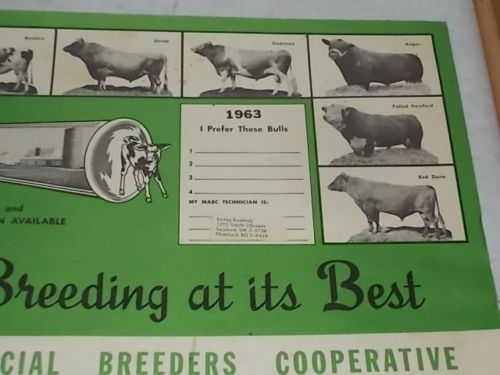 Ayrshire
Jersey
Guernsey
Angus
Polled Hereford
Red Dane
1963
I Prefer These Bulls
1
2
3
4
MY MABC TECHNICIAN IS:
and
N AVAILABLE
Breeding at its Best
CIAL BREEDERS COOPERATIVE